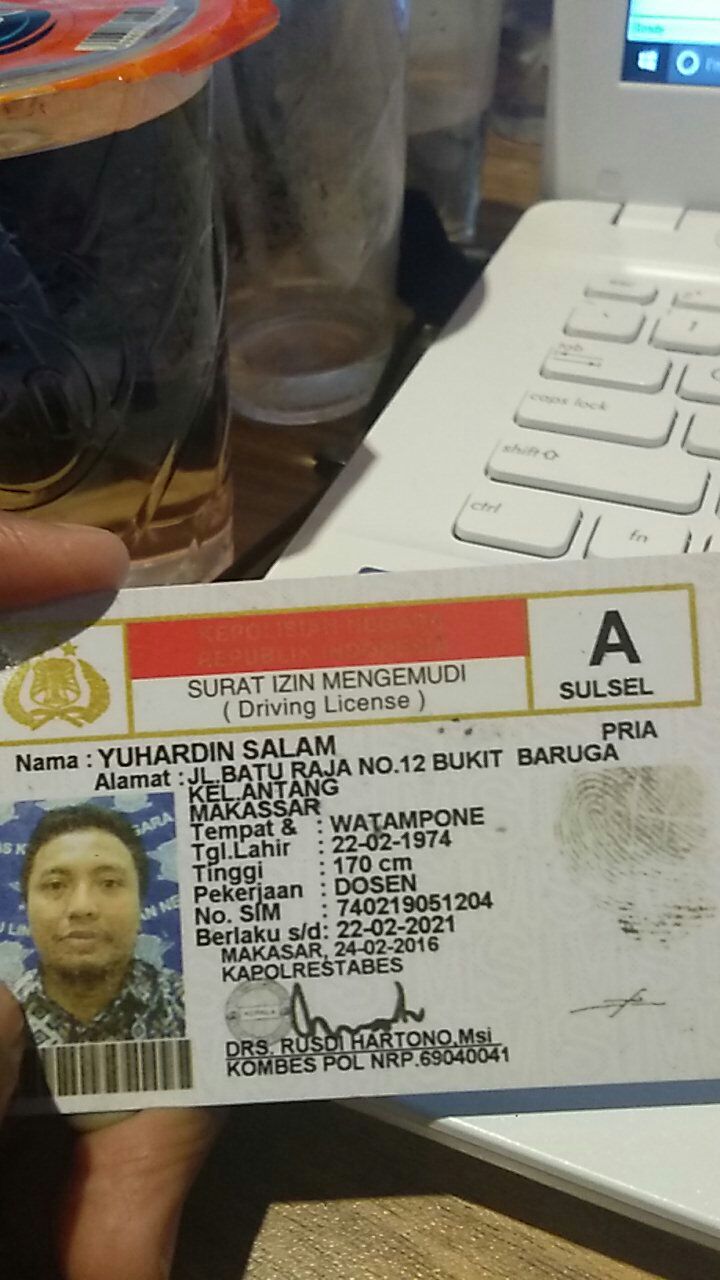 tab
caps lock
shift
ctrl
fn
KEPOLISIAN NEGARA
REPUBLIK INDONESIA
SURAT IZIN MENGEMUDI
( Driving License )
A
SULSEL
PRIA
Nama : YUHARDIN SALAM
Alamat : JL.BATU RAJA NO.12 BUKIT BARUGA
KEL.ANTANG
MAKASSAR
Tempat & : WATAMPONE
Tgl.Lahir : 22-02-1974
Tinggi : 170 cm
Pekerjaan : DOSEN
No. SIM : 740219051204
Berlaku s/d: 22-02-2021
MAKASAR, 24-02-2016
KAPOLRESTABES
DRS. RUSDI HARTONO.Msi
KOMBES POL NRP.69040041